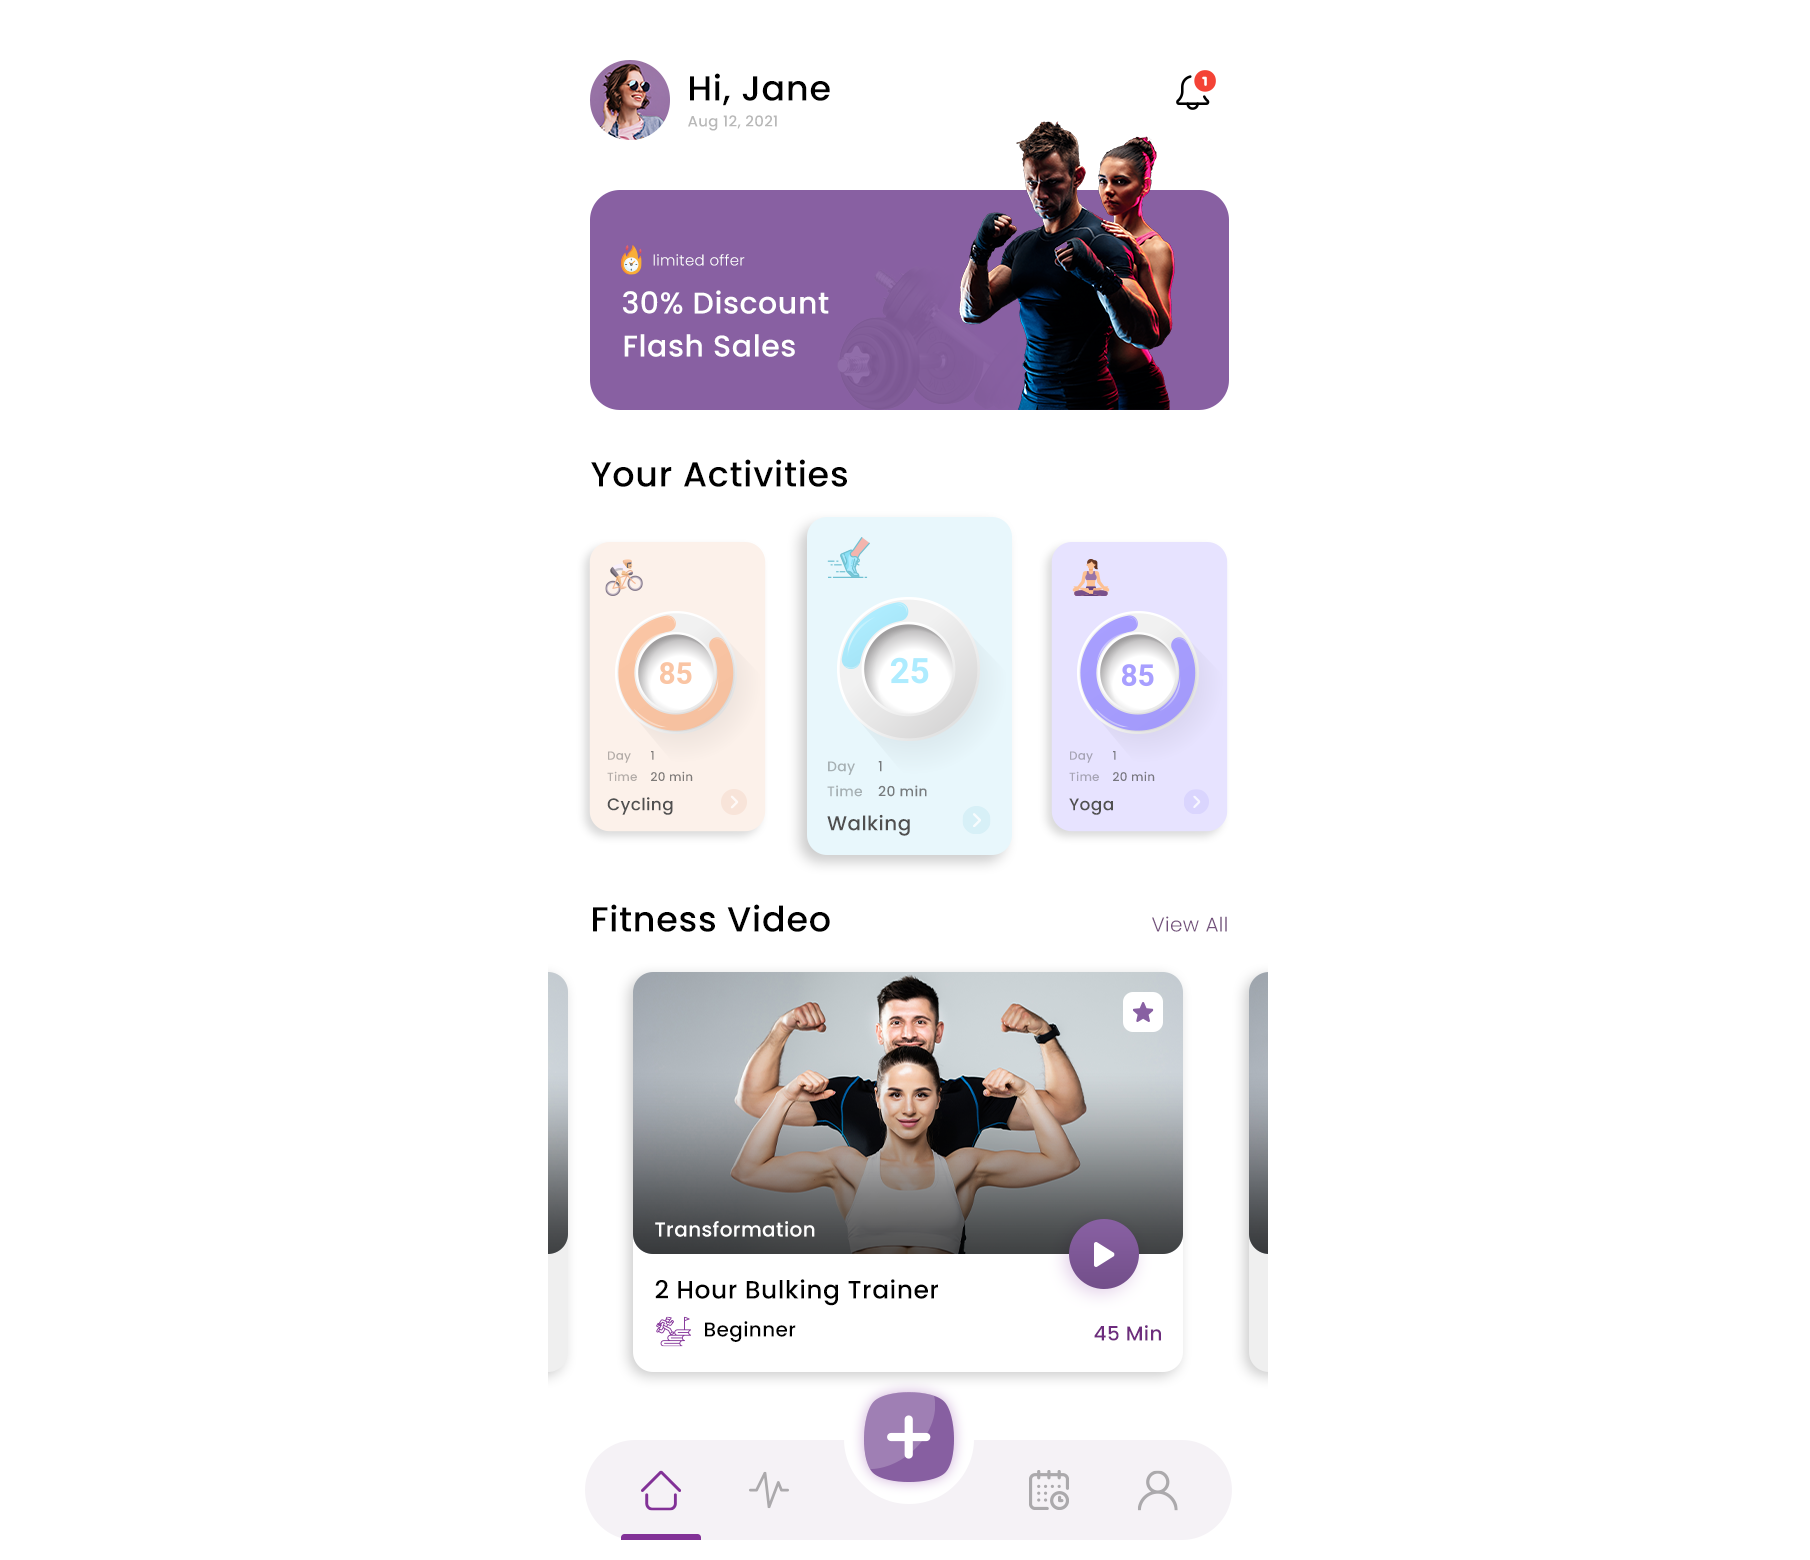 Hi, Jane
Aug 12, 2021
1
limited offer
30% Discount
Flash Sales
Your Activities
85
Day 1
Time 20 min
Cycling
25
Day 1
Time 20 min
Walking
85
Day 1
Time 20 min
Yoga
Fitness Video
View All
Transformation
2 Hour Bulking Trainer
Beginner
45 Min